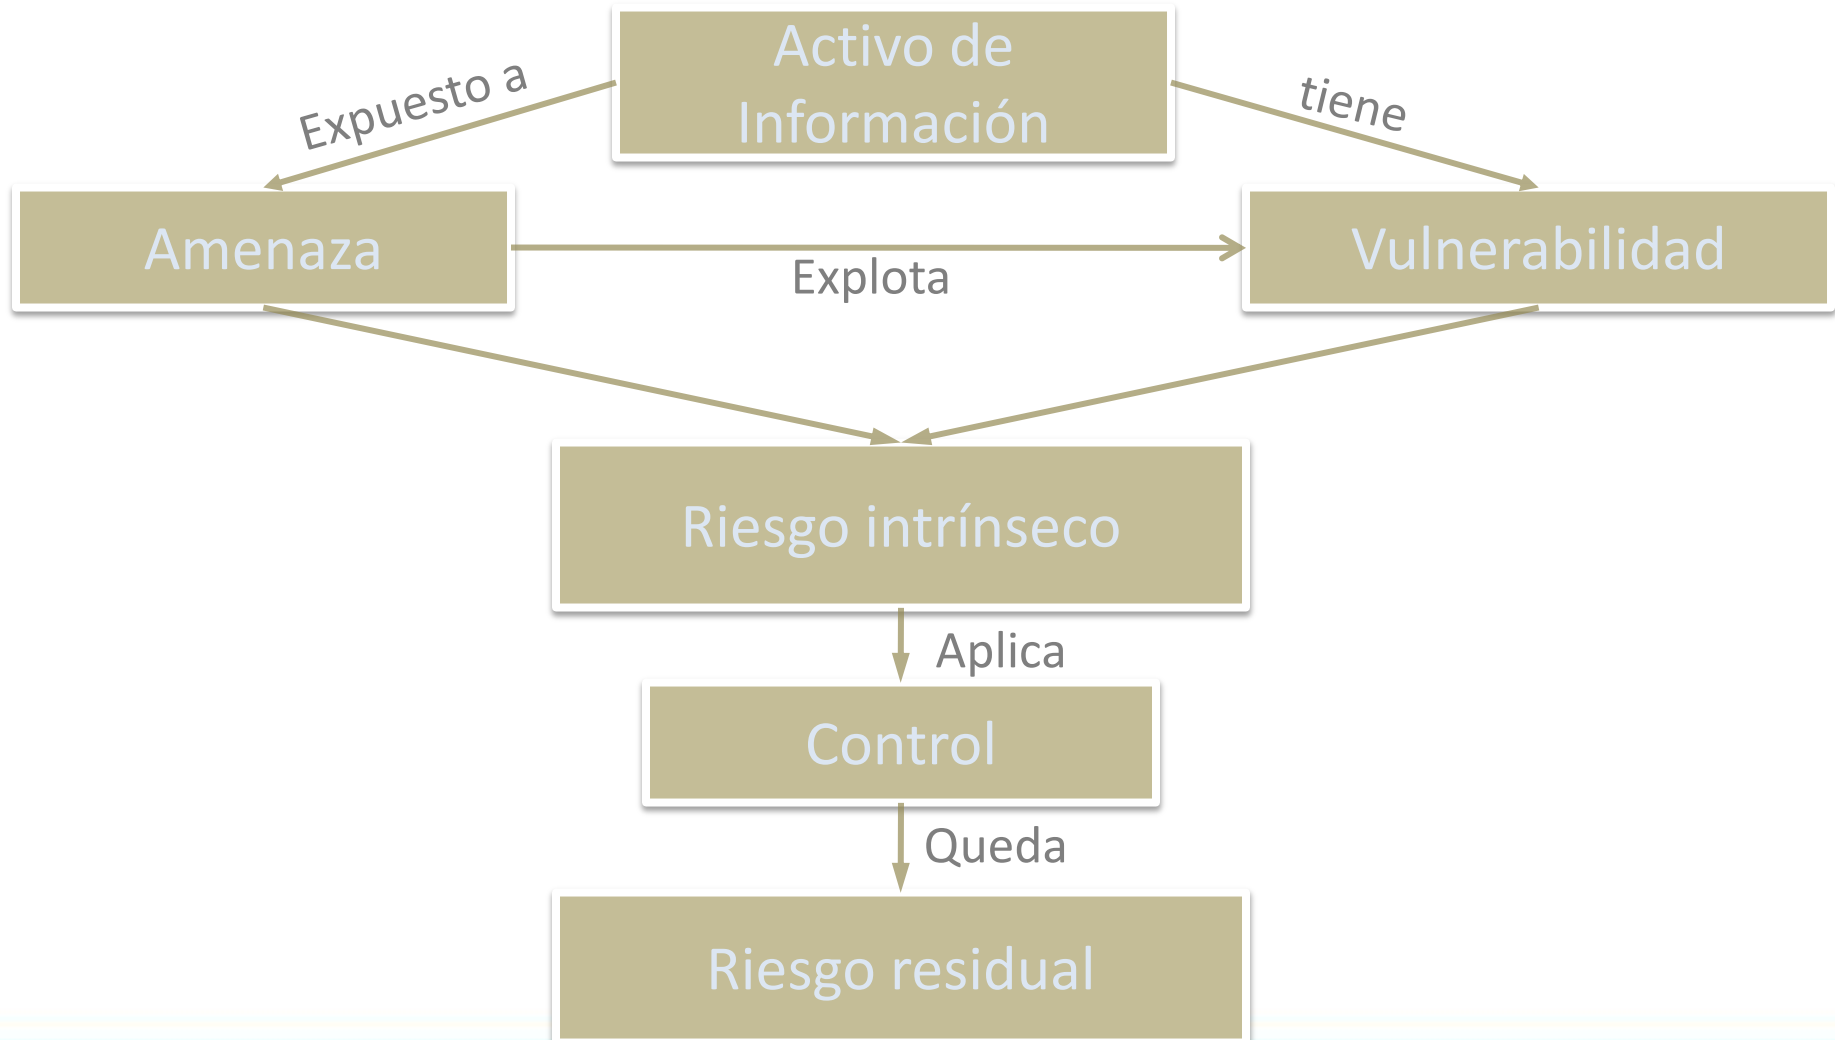 Activo de
Información
Expuesto a
tiene
Amenaza
Explota
Vulnerabilidad
Riesgo intrínseco
Aplica
Control
Queda
Riesgo residual